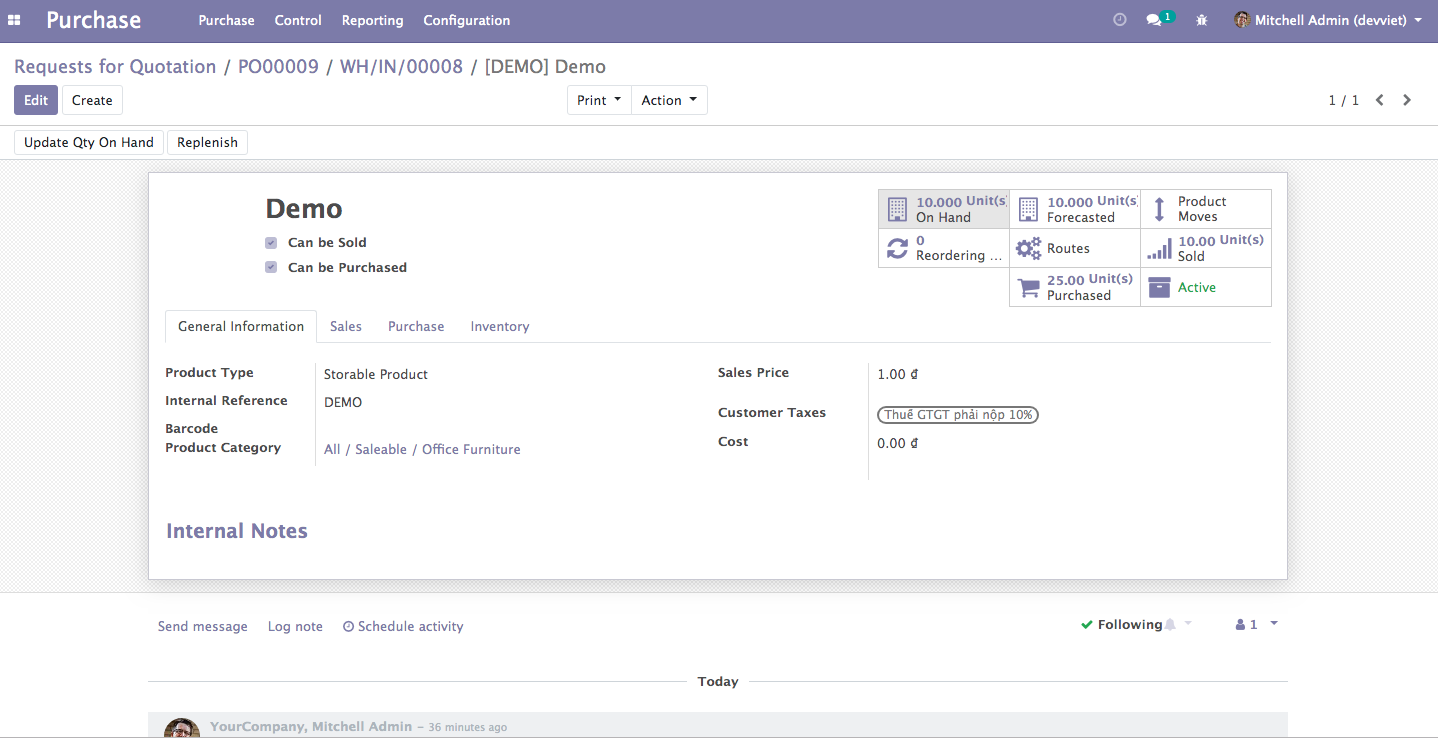 Purchase Purchase Control Reporting Configuration 1 Mitchell Admin (devviet)
Requests for Quotation / PO00009 / WH/IN/00008 / [DEMO] Demo
Edit Create Print Action 1 / 1
Update Qty On Hand Replenish
Demo
Can be Sold
Can be Purchased
10.000 Unit(s
On Hand
10.000 Unit(s
Forecasted
Product
Moves
0
Reordering ...
Routes
10.00 Unit(s)
Sold
25.00 Unit(s)
Purchased
Active
General Information Sales Purchase Inventory
Product Type Storable Product
Internal Reference DEMO
Barcode
Product Category All / Saleable / Office Furniture
Sales Price 1.00 ₫
Customer Taxes Thuế GTGT phải nộp 10%
Cost 0.00 ₫
Internal Notes
Send message Log note Schedule activity Following 1
Today
YourCompany, Mitchell Admin - 36 minutes ago